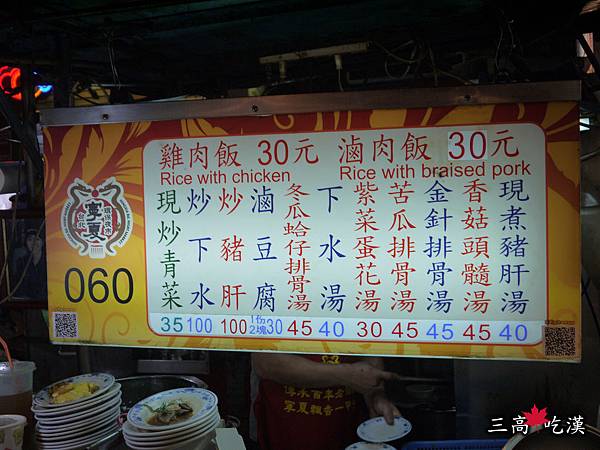 雞肉飯 30元
Rice with chicken
滷肉飯 30元
Rice with braised pork
現炒青菜 35
炒下水 100
炒豬肝 100
滷豆腐 1份2塊30
冬瓜蛤仔排骨湯 45
下水湯 40
紫菜蛋花湯 30
苦瓜排骨湯 45
金針排骨湯 45
香菇頭髓湯 45
現煮豬肝湯 40
寧夏
060
三高 吃漢